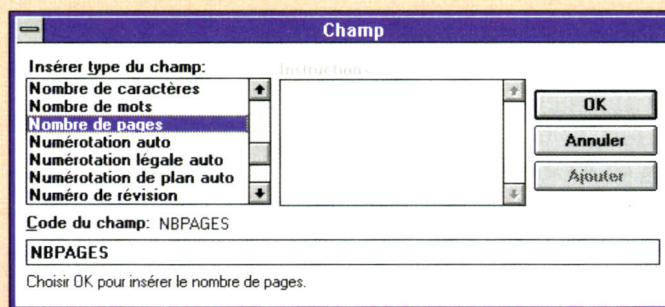 Champ
Insérer type du champ:
Instructions
Nombre de caractères
Nombre de mots
Nombre de pages
Numérotation auto
Numérotation légale auto
Numérotation de plan auto
Numéro de révision
OK
Annuler
Ajouter
Code du champ: NBPAGES
NBPAGES
Choisir OK pour insérer le nombre de pages.